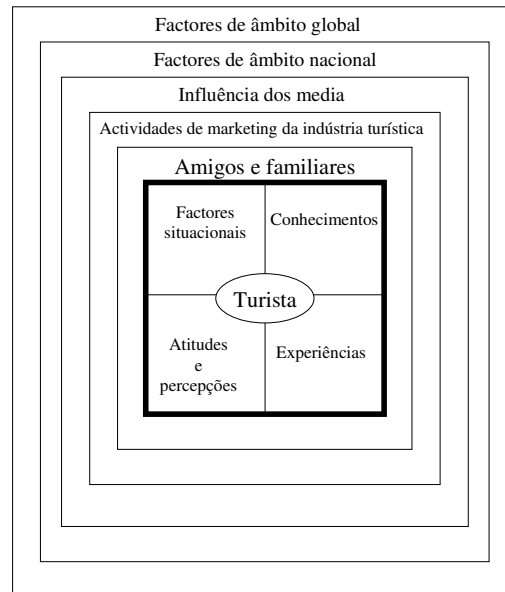 Factores de âmbito global
Factores de âmbito nacional
Influência dos media
Actividades de marketing da indústria turística
Amigos e familiares
Factores
situacionais
Conhecimentos
Turista
Atitudes
e
percepções
Experiências